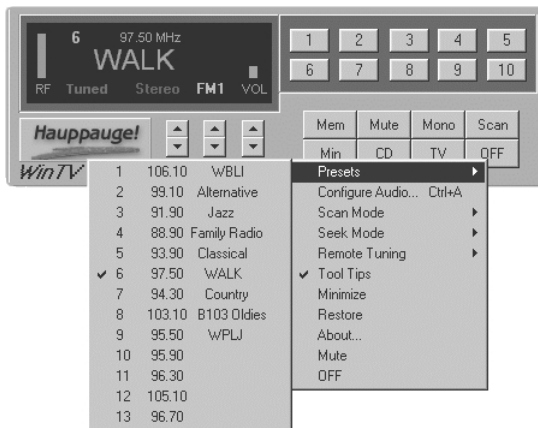 6 97.50 MHz
WALK
RF Tuned Stereo FM1 VOL
1 2 3 4 5
6 7 8 9 10
Hauppauge!
WinTV
Mem Mute Mono Scan
Min CD TV OFF
1 106.10 WBLI
2 99.10 Alternative
3 91.90 Jazz
4 88.90 Family Radio
5 93.90 Classical
✓ 6 97.50 WALK
7 94.30 Country
8 103.10 B103 Oldies
9 95.50 WPLJ
10 95.90
11 96.30
12 105.10
13 96.70
Presets
Configure Audio... Ctrl+A
Scan Mode
Seek Mode
Remote Tuning
✓ Tool Tips
Minimize
Restore
About...
Mute
OFF